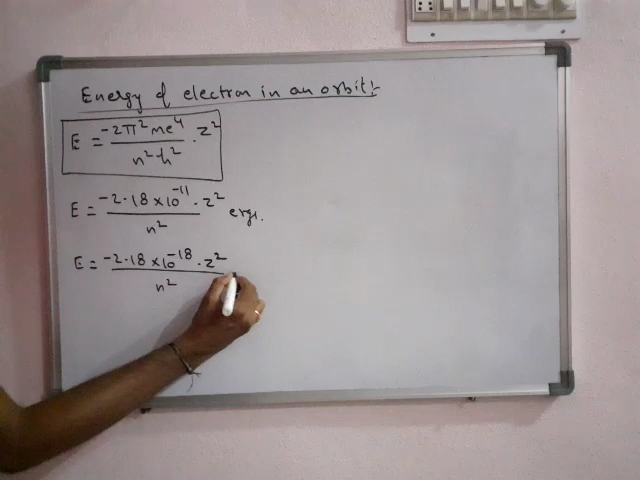 Energy of electron in an orbit:-
E = -2π²me⁴/n²h² · Z²
E = -2.18×10⁻¹¹ · Z²/n² ergs.
E = -2.18×10⁻¹⁸ · Z²/n²